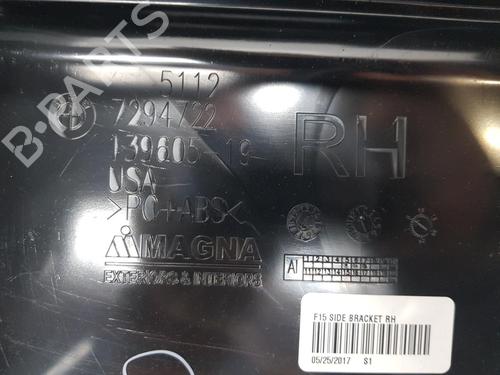 B-PARTS
5112
7294722
139605-19
USA
>PC+ABS<
MAGNA
EXTERIORS & INTERIORS
RH
A1
F15 SIDE BRACKET RH
05/25/2017 S1